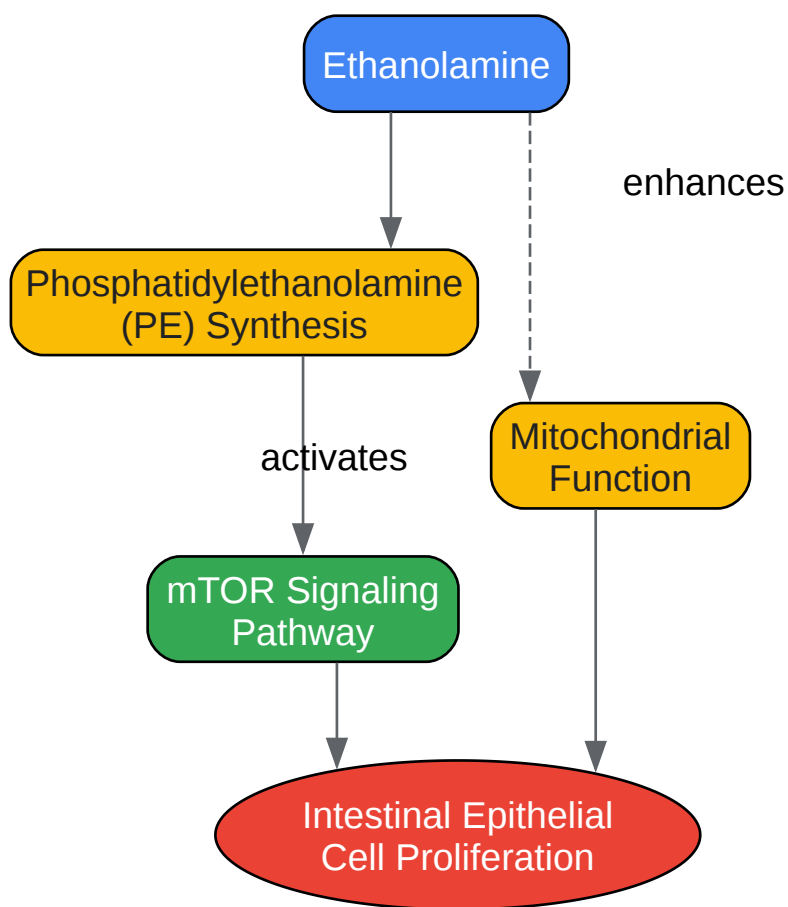 Ethanolamine
enhances
Phosphatidylethanolamine
(PE) Synthesis
activates
Mitochondrial
Function
mTOR Signaling
Pathway
Intestinal Epithelial
Cell Proliferation